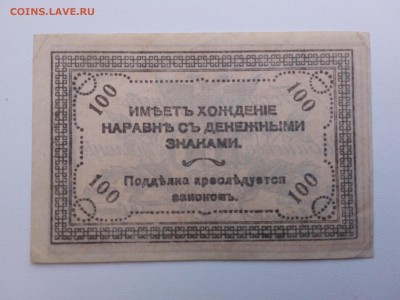 COINS.LAVE.RU
100 100
ИМѢЕТЪ ХОЖДЕНІЕ
НАРАВНѢ СЪ ДЕНЕЖНЫМИ
ЗНАКАМИ.
Поддѣлка преслѣдуется
закономъ.
100 100